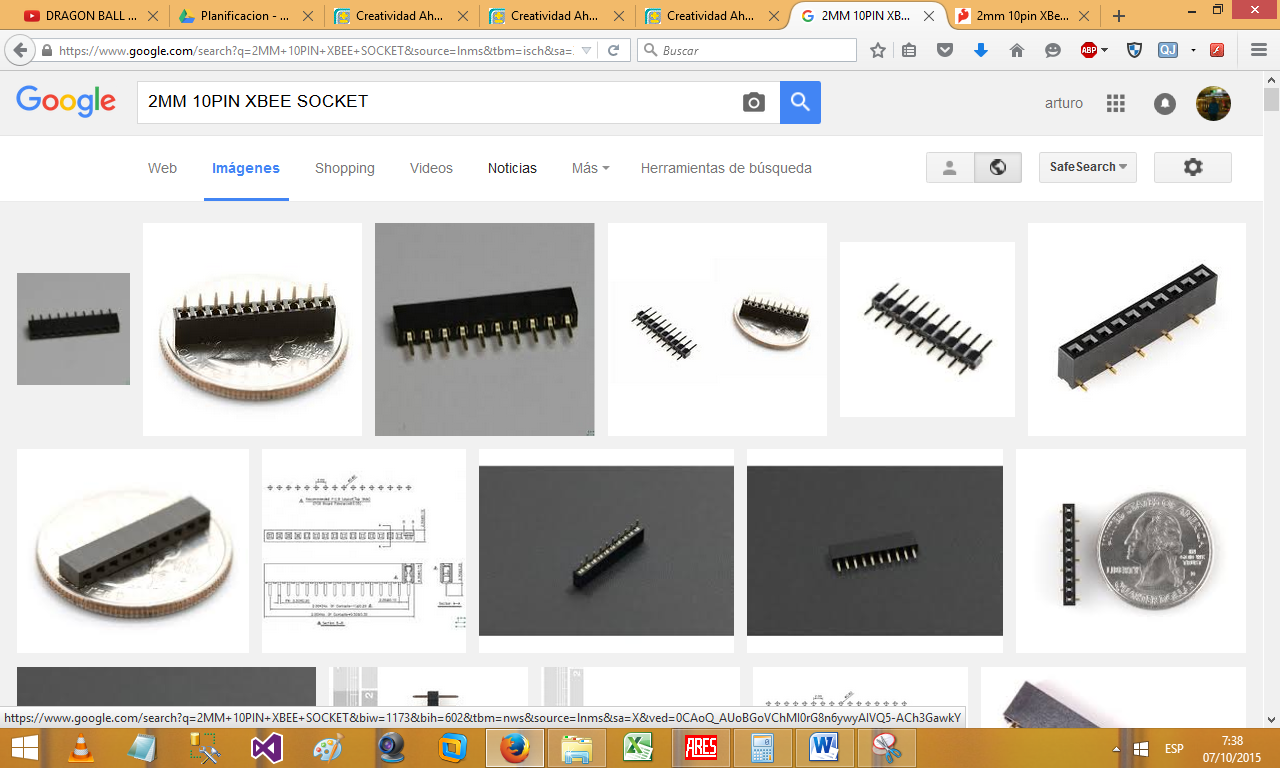 DRAGON BALL ...
Planificacion - ...
Creatividad Ah...
Creatividad Ah...
Creatividad Ah...
2MM 10PIN XB...
2mm 10pin XBe...
https://www.google.com/search?q=2MM+10PIN+XBEE+SOCKET&source=lnms&tbm=isch&sa=.
Buscar
ABP
QJ
Google
2MM 10PIN XBEE SOCKET
arturo
Web
Imágenes
Shopping
Videos
Noticias
Más
Herramientas de búsqueda
SafeSearch
LIBERTY
https://www.google.com/search?q=2MM+10PIN+XBEE+SOCKET&biw=1173&bih=602&tbm=nws&source=lnms&sa=X&ved=0CAoQ_AUoBGoVChMI0rG8n6ywyAIVQ5-ACh3GawkY
ARES
ESP
7:38
07/10/2015